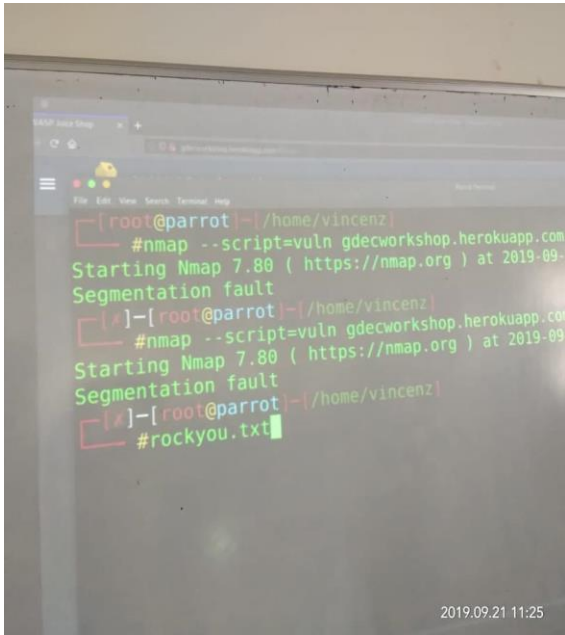 Juice Shop
File Edit View Search Terminal Help
[root@parrot]─[/home/vincenz]
#nmap --script=vuln gdecworkshop.herokuapp.com
Starting Nmap 7.80 ( https://nmap.org ) at 2019-09-
Segmentation fault
[x]─[root@parrot]─[/home/vincenz]
#nmap --script=vuln gdecworkshop.herokuapp.co
Starting Nmap 7.80 ( https://nmap.org ) at 2019-09
Segmentation fault
[x]─[root@parrot]─[/home/vincenz]
#rockyou.txt
2019.09.21 11:25